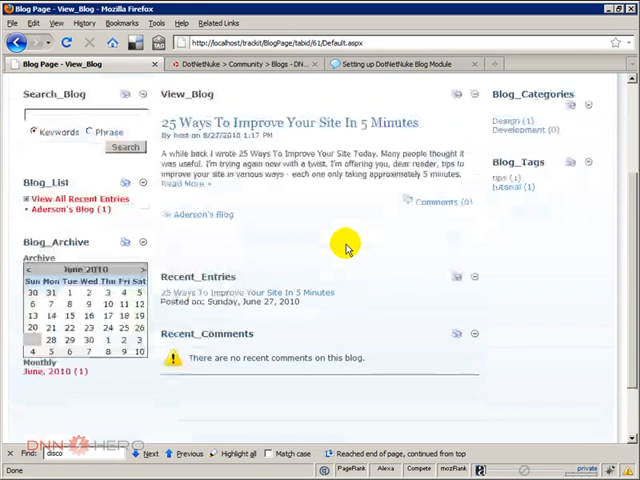 Blog Page - View_Blog - Mozilla Firefox
File Edit View History Bookmarks Tools Help Related Links
http://localhost/trackit/BlogPage/tabid/61/Default.aspx
Blog Page - View_Blog
DotNetNuke > Community > Blogs - DN...
Setting up DotNetNuke Blog Module
Search_Blog
Keywords Phrase
Search
Blog_List
View All Recent Entries
Aderson's Blog (1)
Blog_Archive
Archive
< June 2010 >
Sun Mon Tue Wed Thu Fri Sat
30 31 1 2 3 4 5
6 7 8 9 10 11 12
13 14 15 16 17 18 19
20 21 22 23 24 25 26
28 29 30 1 2 3
4 5 6 7 8 9 10
Monthly
June, 2010 (1)
View_Blog
25 Ways To Improve Your Site In 5 Minutes
By host on 6/27/2010 1:17 PM
A while back I wrote 25 Ways To Improve Your Site Today. Many people thought it
was useful. I'm trying again now with a twist. I'm offering you, dear reader, tips to
improve your site in various ways - each one only taking approximately 5 minutes.
Read More »
Comments (0)
Aderson's Blog
Recent_Entries
25 Ways To Improve Your Site In 5 Minutes
Posted on: Sunday, June 27, 2010
Recent_Comments
There are no recent comments on this blog.
Blog_Categories
Design (1)
Development (0)
Blog_Tags
tips (1)
tutorial (1)
DNN HERO
Find: disco Next Previous Highlight all Match case Reached end of page, continued from top
Done PageRank Alexa Compete mozRank private